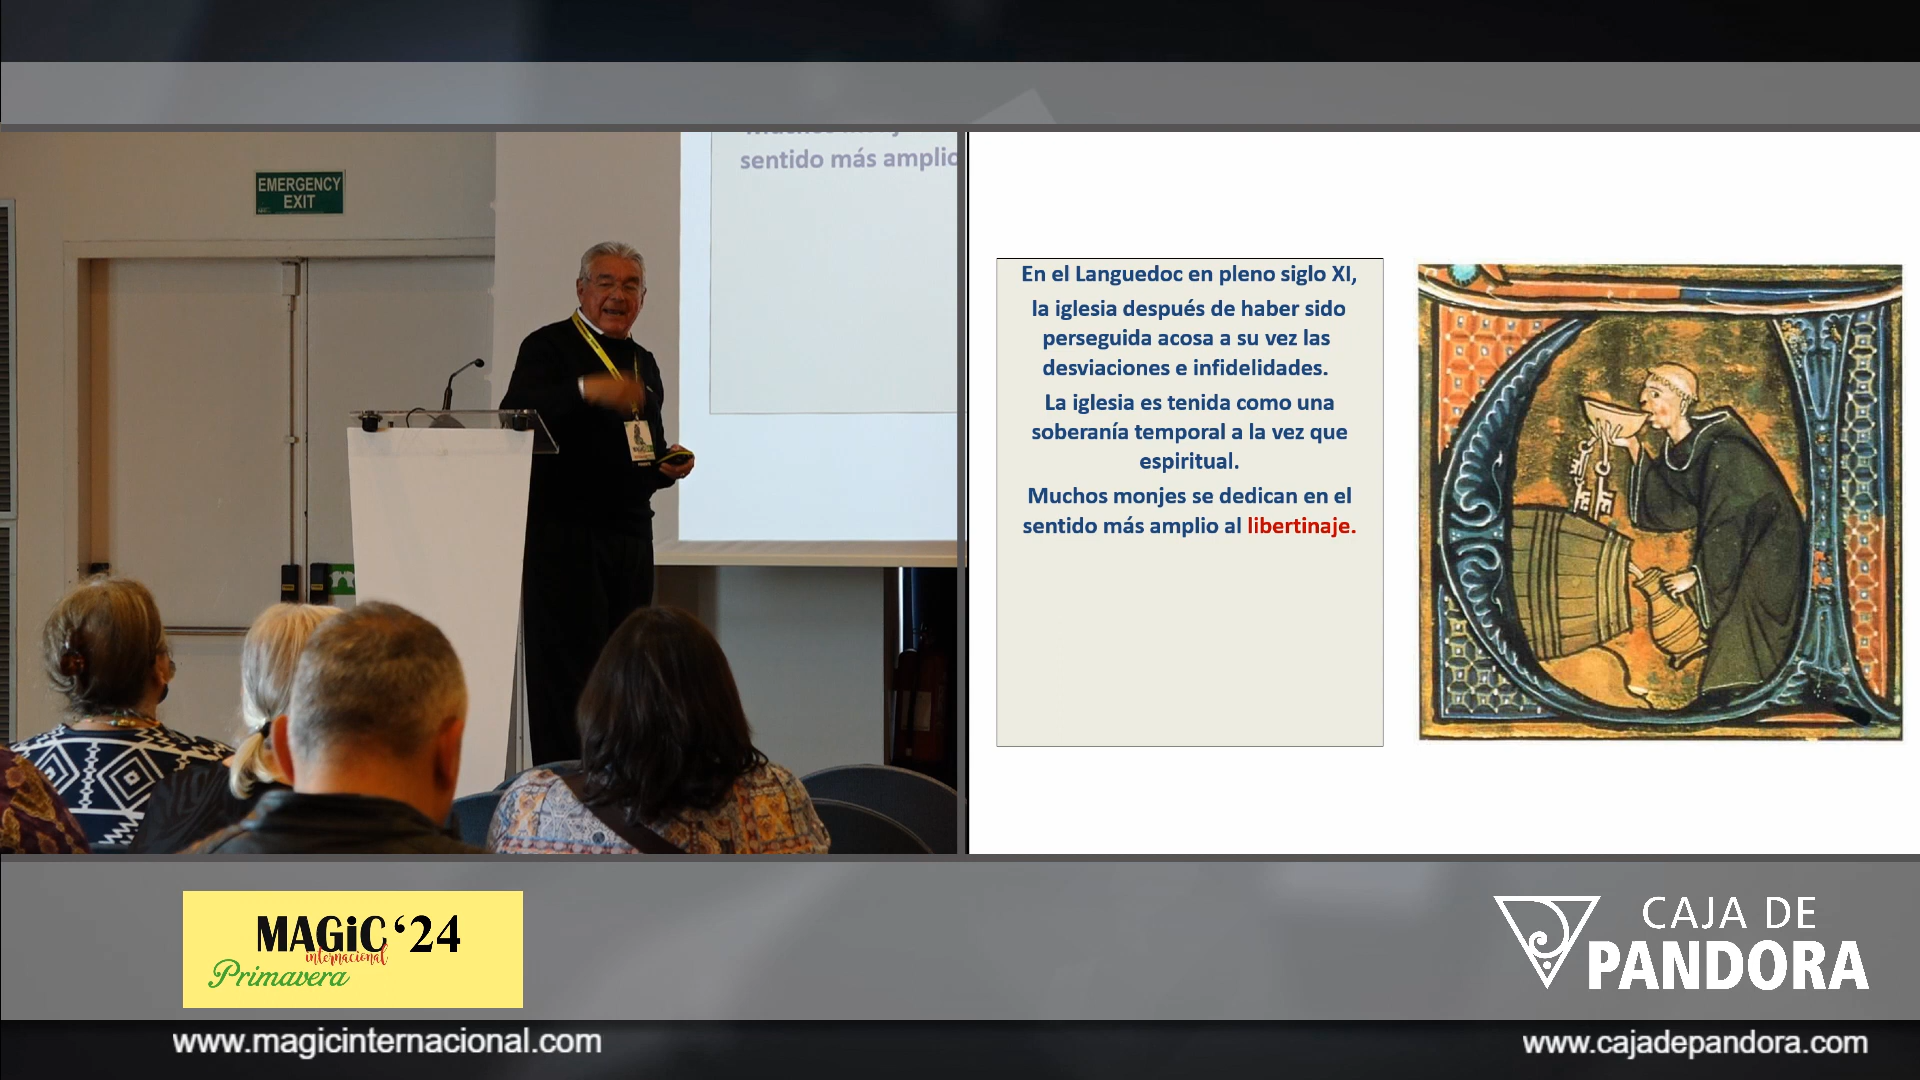 EMERGENCY
EXIT
sentido más amplio
En el Languedoc en pleno siglo XI,
la iglesia después de haber sido
perseguida acosa a su vez las
desviaciones e infidelidades.
La iglesia es tenida como una
soberanía temporal a la vez que
espiritual.
Muchos monjes se dedican en el
sentido más amplio al libertinaje.
MAGiC ‘24
internacional
Primavera
CAJA DE
PANDORA
www.magicinternacional.com
www.cajadepandora.com